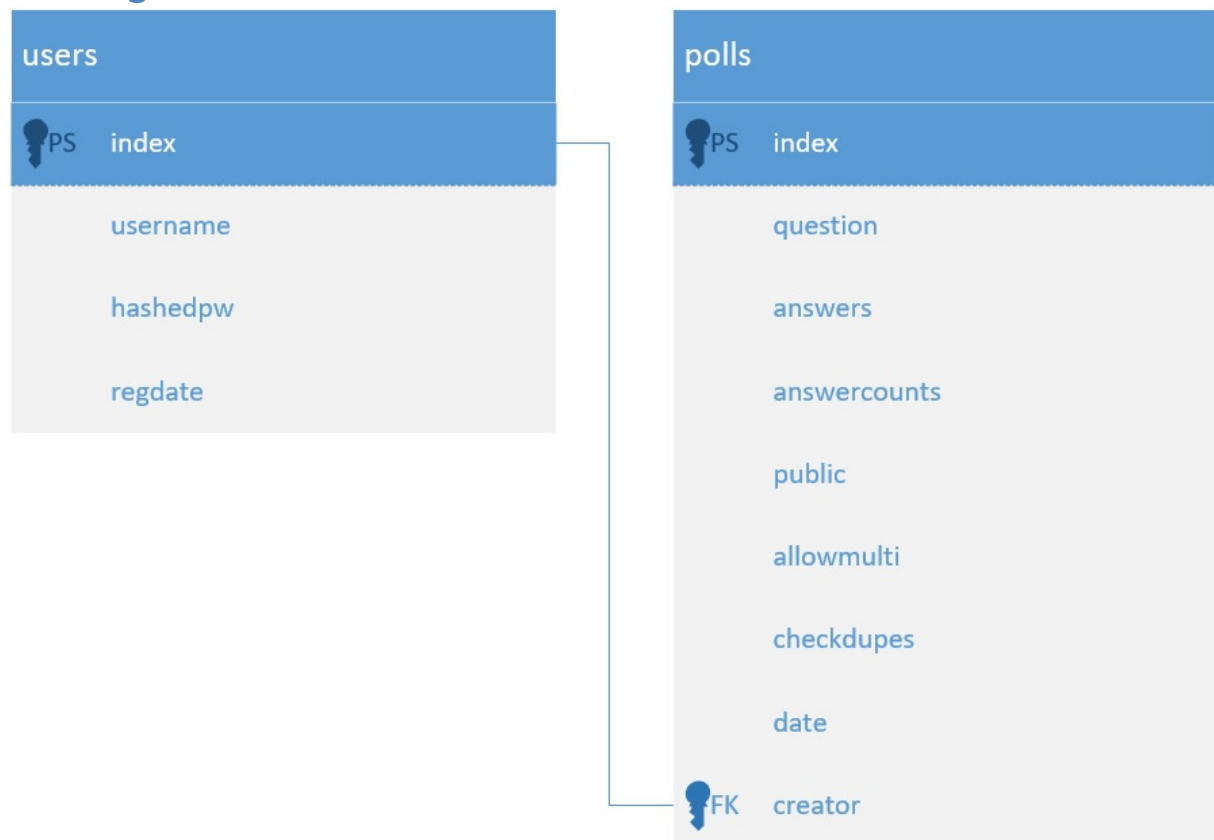 users
PS index
username
hashedpw
regdate
polls
PS index
question
answers
answercounts
public
allowmulti
checkdupes
date
FK creator